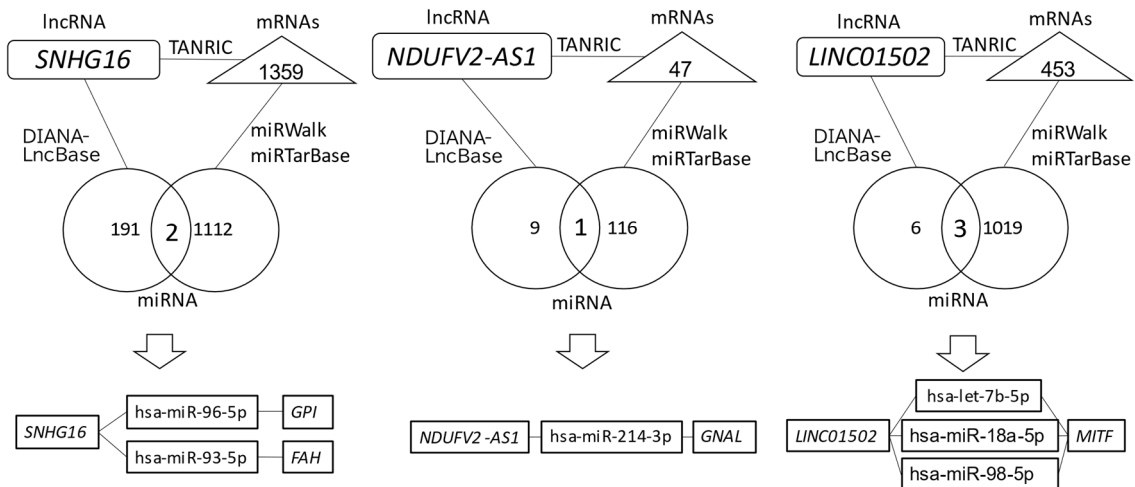 lncRNA
mRNAs
SNHG16
TANRIC
1359
DIANA-
LncBase
miRWalk
miRTarBase
191
2
1112
miRNA
SNHG16
hsa-miR-96-5p
GPI
hsa-miR-93-5p
FAH
lncRNA
mRNAs
NDUFV2-AS1
TANRIC
47
DIANA-
LncBase
miRWalk
miRTarBase
9
1
116
miRNA
NDUFV2-AS1
hsa-miR-214-3p
GNAL
lncRNA
mRNAs
LINC01502
TANRIC
453
DIANA-
LncBase
miRWalk
miRTarBase
6
3
1019
miRNA
hsa-let-7b-5p
LINC01502
hsa-miR-18a-5p
MITF
hsa-miR-98-5p